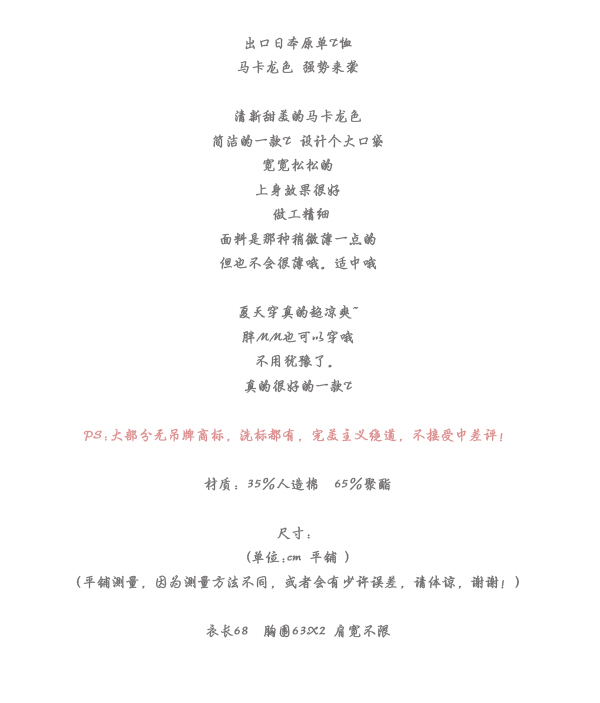 出口日本原单T恤
马卡龙色 强势来袭
清新甜美的马卡龙色
简洁的一款T 设计个大口袋
宽宽松松的
上身效果很好
做工精细
面料是那种稍微薄一点的
但也不会很薄哦。适中哦
夏天穿真的超凉爽~
胖MM也可以穿哦
不用犹豫了。
真的很好的一款T
PS:大部分无吊牌商标，洗标都有，完美主义绕道，不接受中差评！
材质：35%人造棉 65%聚酯
尺寸：
(单位:cm 平铺 )
(平铺测量，因为测量方法不同，或者会有少许误差，请体谅，谢谢！)
衣长68 胸围63X2 肩宽不限